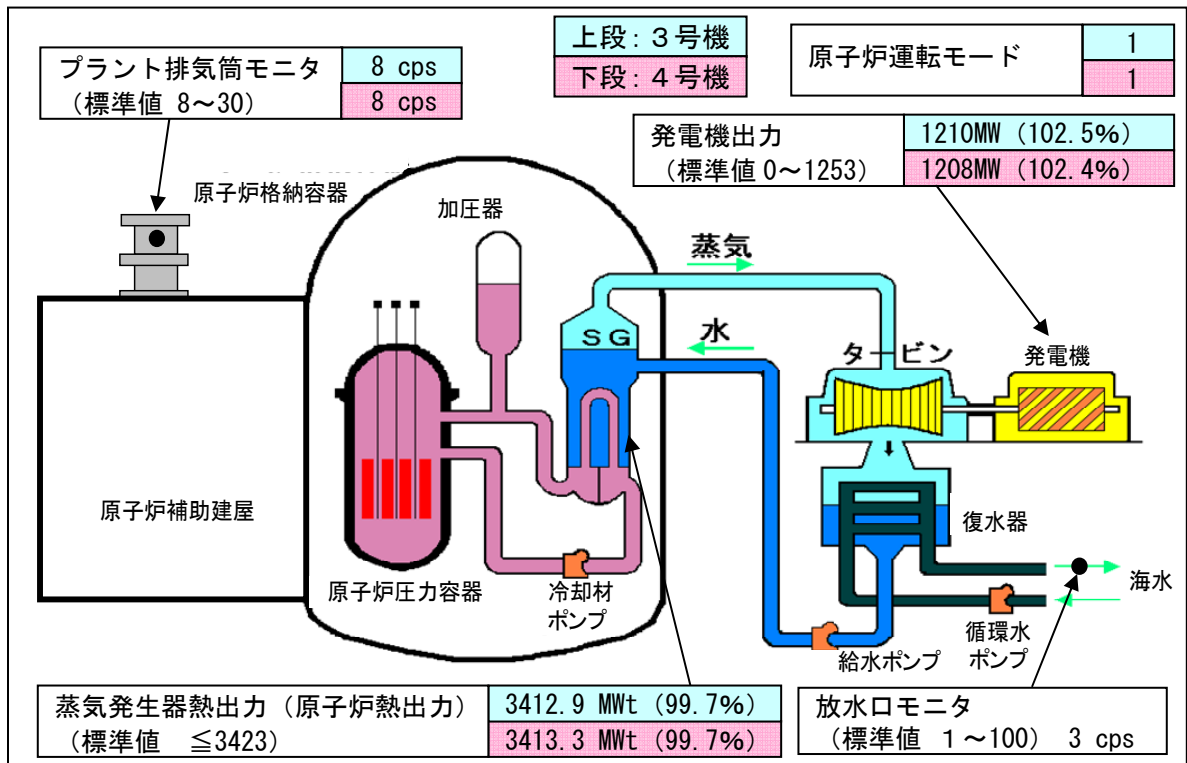 上段：３号機
下段：４号機
プラント排気筒モニタ
（標準値 8～30）
8 cps
8 cps
原子炉運転モード
1
1
発電機出力
（標準値 0～1253）
1210MW (102.5%)
1208MW (102.4%)
原子炉格納容器
加圧器
蒸気
ＳＧ
水
タービン
発電機
原子炉補助建屋
復水器
原子炉圧力容器
冷却材
ポンプ
海水
給水ポンプ
循環水
ポンプ
蒸気発生器熱出力（原子炉熱出力）
（標準値　≦3423）
3412.9 MWt (99.7%)
3413.3 MWt (99.7%)
放水口モニタ
（標準値　１～100）　3 cps